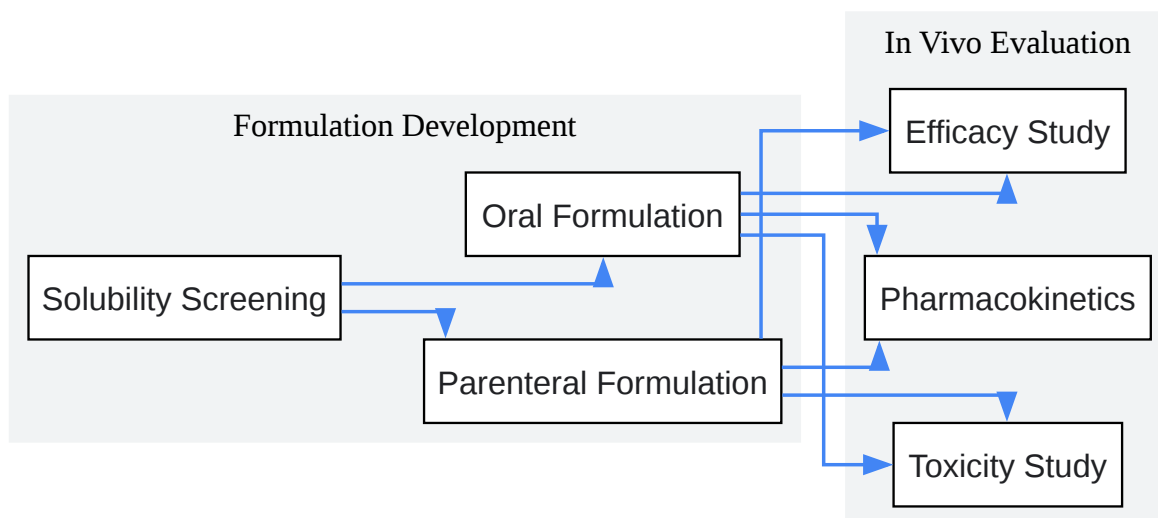 In Vivo Evaluation
Formulation Development
Efficacy Study
Oral Formulation
Solubility Screening
Pharmacokinetics
Parenteral Formulation
Toxicity Study